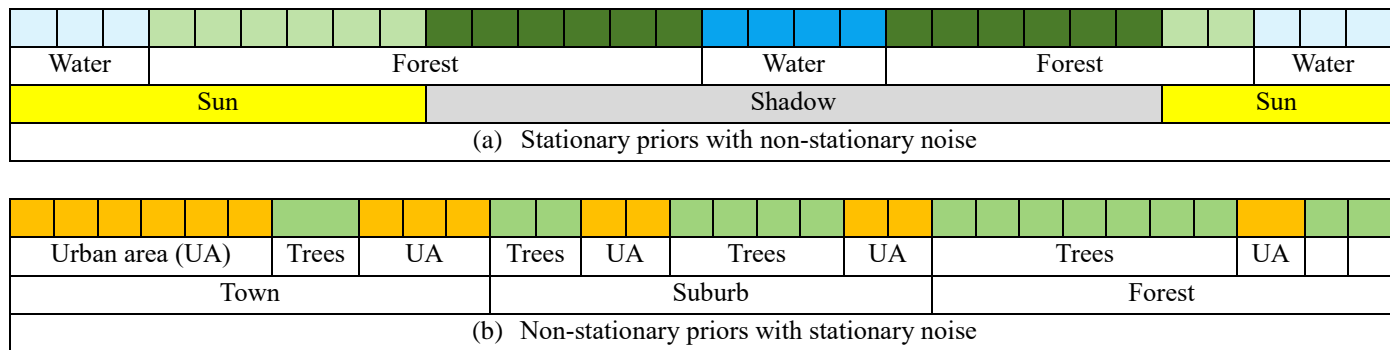 Water Forest Water Forest Water
Sun Shadow Sun
(a) Stationary priors with non-stationary noise
Urban area (UA) Trees UA Trees UA Trees UA Trees UA
Town Suburb Forest
(b) Non-stationary priors with stationary noise